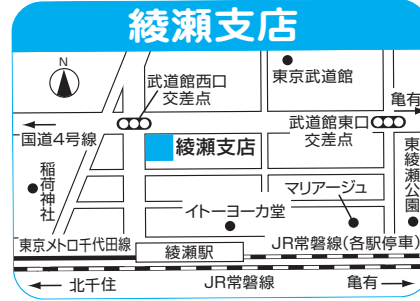 綾瀬支店
N
武道館西口
交差点
東京武道館
亀有
国道4号線
武道館東口
交差点
綾瀬支店
稲荷神社
マリアージュ
東綾瀬公園
イトーヨーカ堂
東京メトロ千代田線
綾瀬駅
JR常磐線(各駅停車)
北千住
JR常磐線
亀有